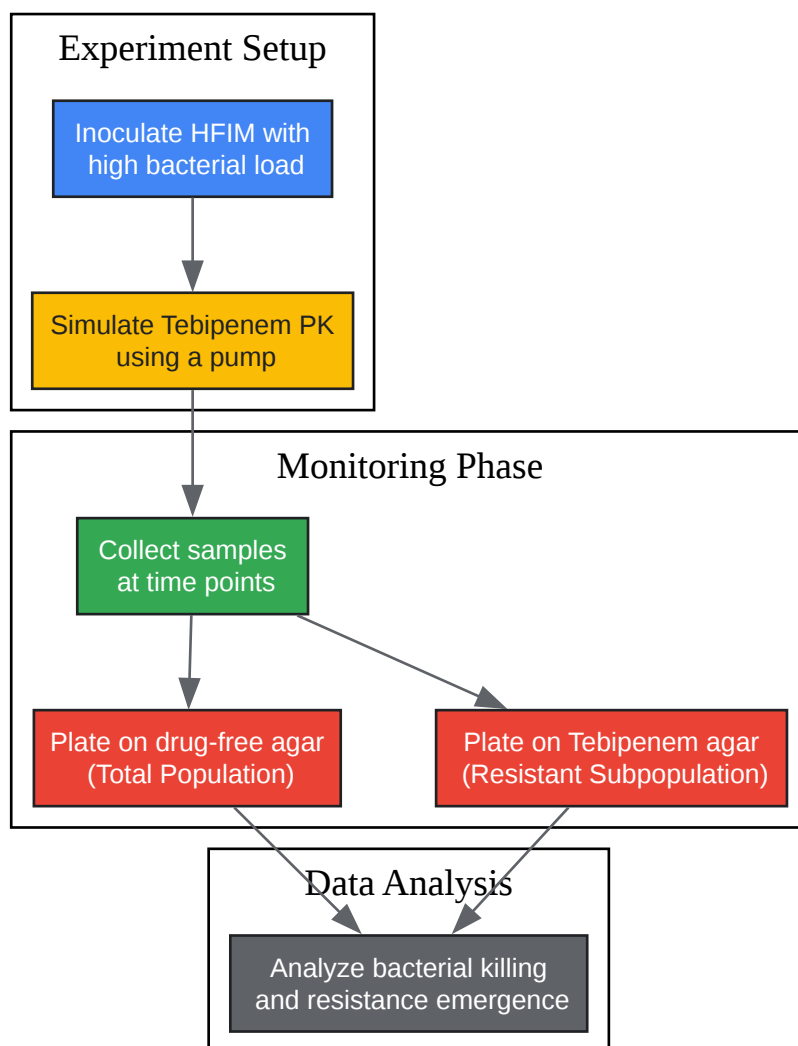 Experiment Setup
Inoculate HFIM with
high bacterial load
Simulate Tebipenem PK
using a pump
Monitoring Phase
Collect samples
at time points
Plate on drug-free agar
(Total Population)
Plate on Tebipenem agar
(Resistant Subpopulation)
Data Analysis
Analyze bacterial killing
and resistance emergence